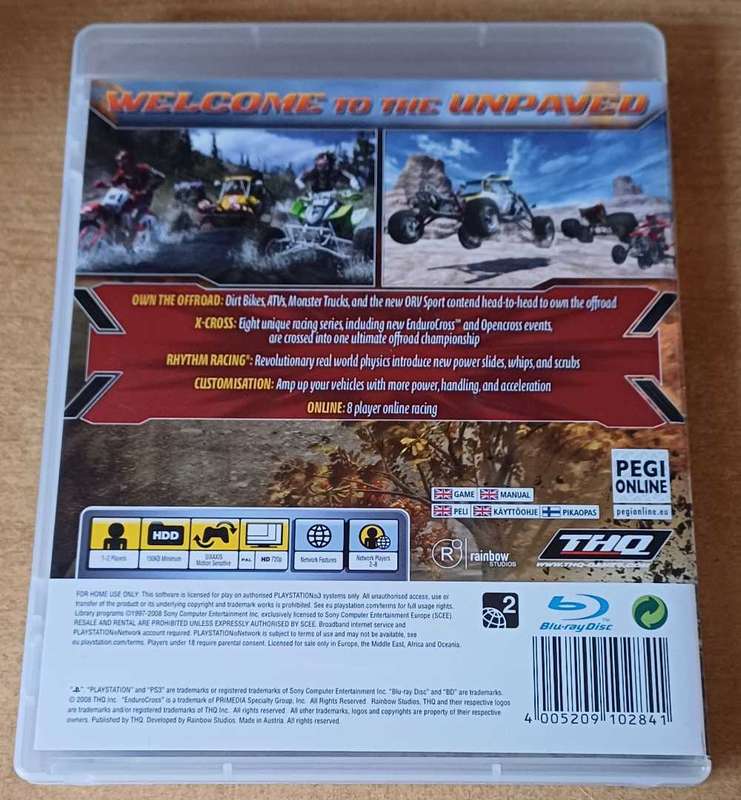 WELCOME TO THE UNPAVED
OWN THE OFFROAD: Dirt Bikes, ATVs, Monster Trucks, and the new ORV Sport contend head-to-head to own the offroad
X-CROSS: Eight unique racing series, including new EnduroCross™ and Opencross events,
are crossed into one ultimate offroad championship
RHYTHM RACING®: Revolutionary real world physics introduce new power slides, whips, and scrubs
CUSTOMISATION: Amp up your vehicles with more power, handling, and acceleration
ONLINE: 8 player online racing
PEGI
ONLINE
pegionline.eu
GAME MANUAL
PELI KÄYTTÖOHJE PIKAOPAS
HDD
1-2 Players
150KB Minimum
SIXAXIS
Motion Sensitive
PAL HD 720p
Network Features
Network Players
2-8
R
rainbow
STUDIOS
THQ
WWW.THQ-GAMES.COM
FOR HOME USE ONLY. This software is licensed for play on authorised PLAYSTATION®3 systems only. All unauthorised access, use or
transfer of the product or its underlying copyright and trademark works is prohibited. See eu.playstation.com/terms for full usage rights.
Library programs ©1997-2008 Sony Computer Entertainment Inc. exclusively licensed to Sony Computer Entertainment Europe (SCEE).
RESALE AND RENTAL ARE PROHIBITED UNLESS EXPRESSLY AUTHORISED BY SCEE. Broadband internet service and
PLAYSTATION®Network account required. PLAYSTATION®Network is subject to terms of use and may not be available, see
eu.playstation.com/terms. Players under 18 require parental consent. Licensed for sale only in Europe, the Middle East, Africa and Oceania.
2
Blu-ray Disc™
"PLAYSTATION" and "PS3" are trademarks or registered trademarks of Sony Computer Entertainment Inc. "Blu-ray Disc" and "BD" are trademarks.
© 2008 THQ Inc. "EnduroCross" is a trademark of PRIMEDIA Specialty Group, Inc. All Rights Reserved. Rainbow Studios, THQ and their respective logos
are trademarks and/or registered trademarks of THQ Inc. All rights reserved. All other trademarks, logos and copyrights are property of their respective
owners. Published by THQ. Developed by Rainbow Studios. Made in Austria. All rights reserved.
4 005209 102841